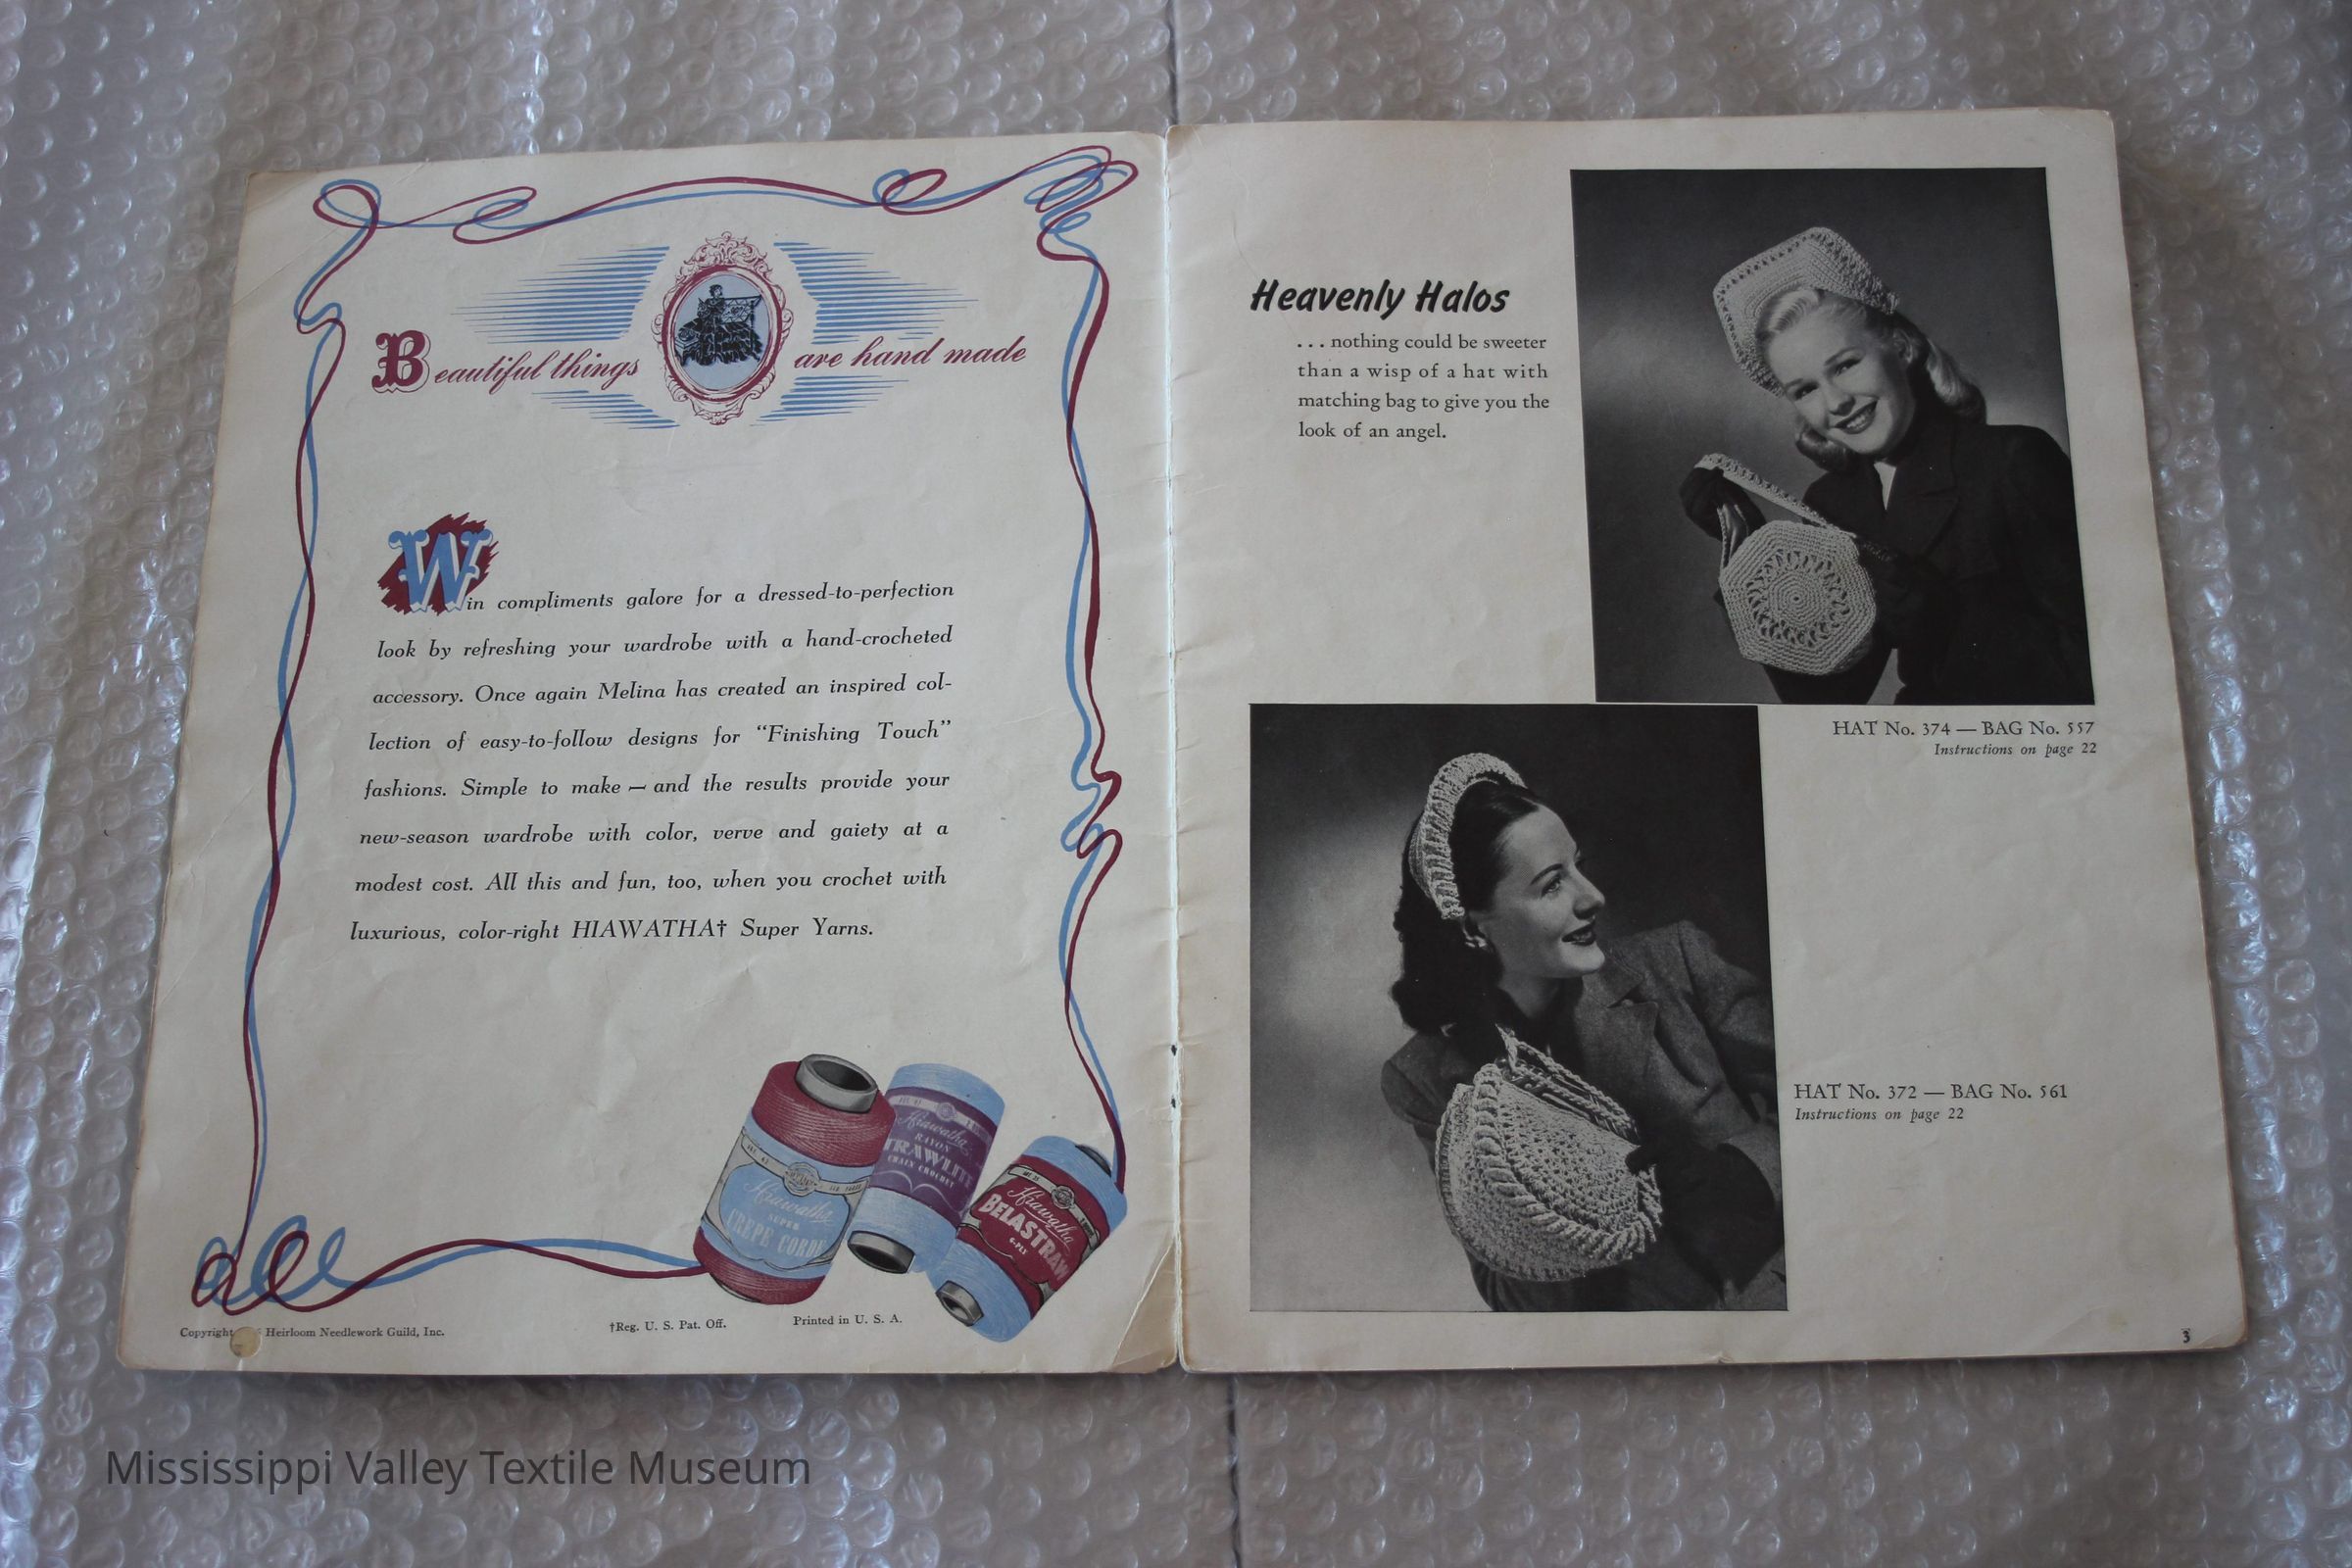 Beautiful things are hand made
Win compliments galore for a dressed-to-perfection
look by refreshing your wardrobe with a hand-crocheted
accessory. Once again Melina has created an inspired col-
lection of easy-to-follow designs for “Finishing Touch”
fashions. Simple to make — and the results provide your
new-season wardrobe with color, verve and gaiety at a
modest cost. All this and fun, too, when you crochet with
luxurious, color-right HIAWATHA† Super Yarns.
Hiawatha
SUPER
CREPE CORDE
Hiawatha
RAYON
CHAIN CROCHET
Hiawatha
BELASTRAW
6-PLY
Copyright Heirloom Needlework Guild, Inc.
†Reg. U. S. Pat. Off.
Printed in U. S. A.
Heavenly Halos
. . . nothing could be sweeter
than a wisp of a hat with
matching bag to give you the
look of an angel.
HAT No. 374 — BAG No. 557
Instructions on page 22
HAT No. 372 — BAG No. 561
Instructions on page 22
3
Mississippi Valley Textile Museum